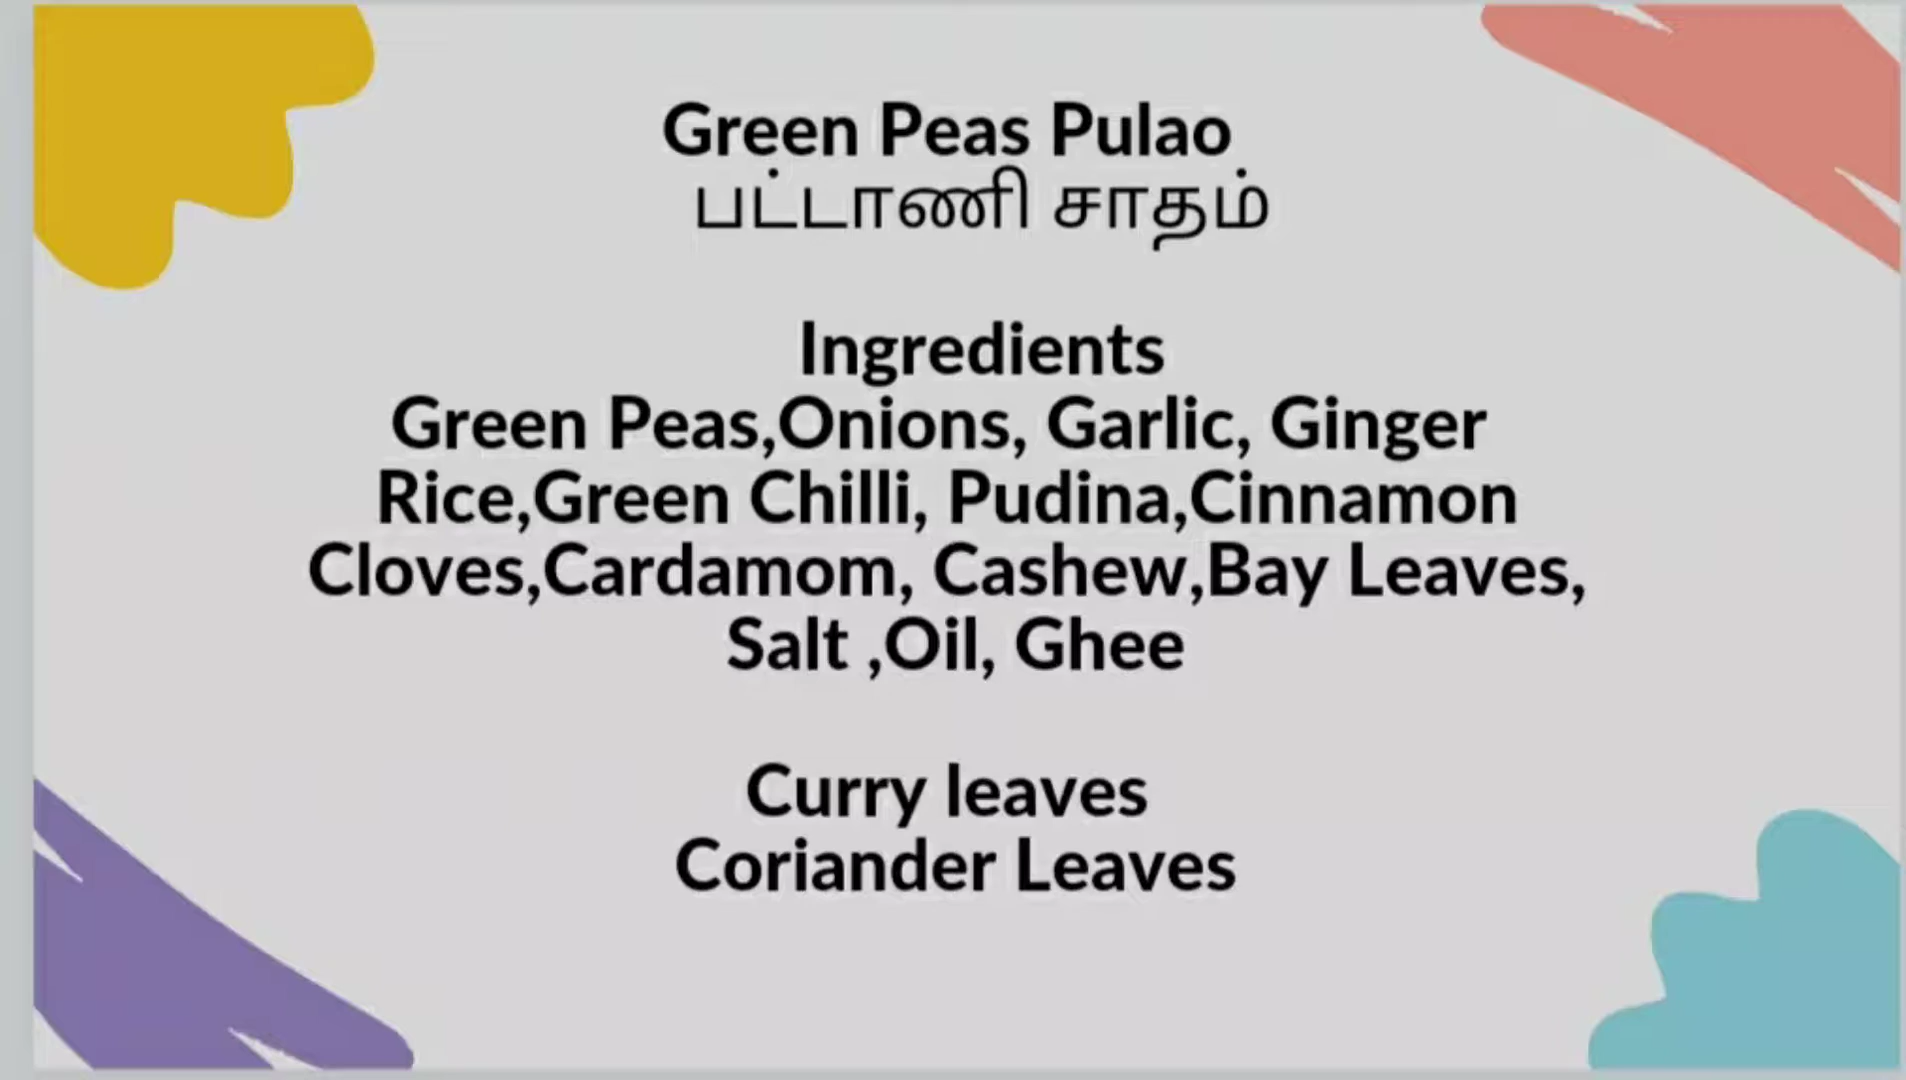 Green Peas Pulao
பட்டாணி சாதம்
Ingredients
Green Peas,Onions, Garlic, Ginger
Rice,Green Chilli, Pudina,Cinnamon
Cloves,Cardamom, Cashew,Bay Leaves,
Salt ,Oil, Ghee
Curry leaves
Coriander Leaves